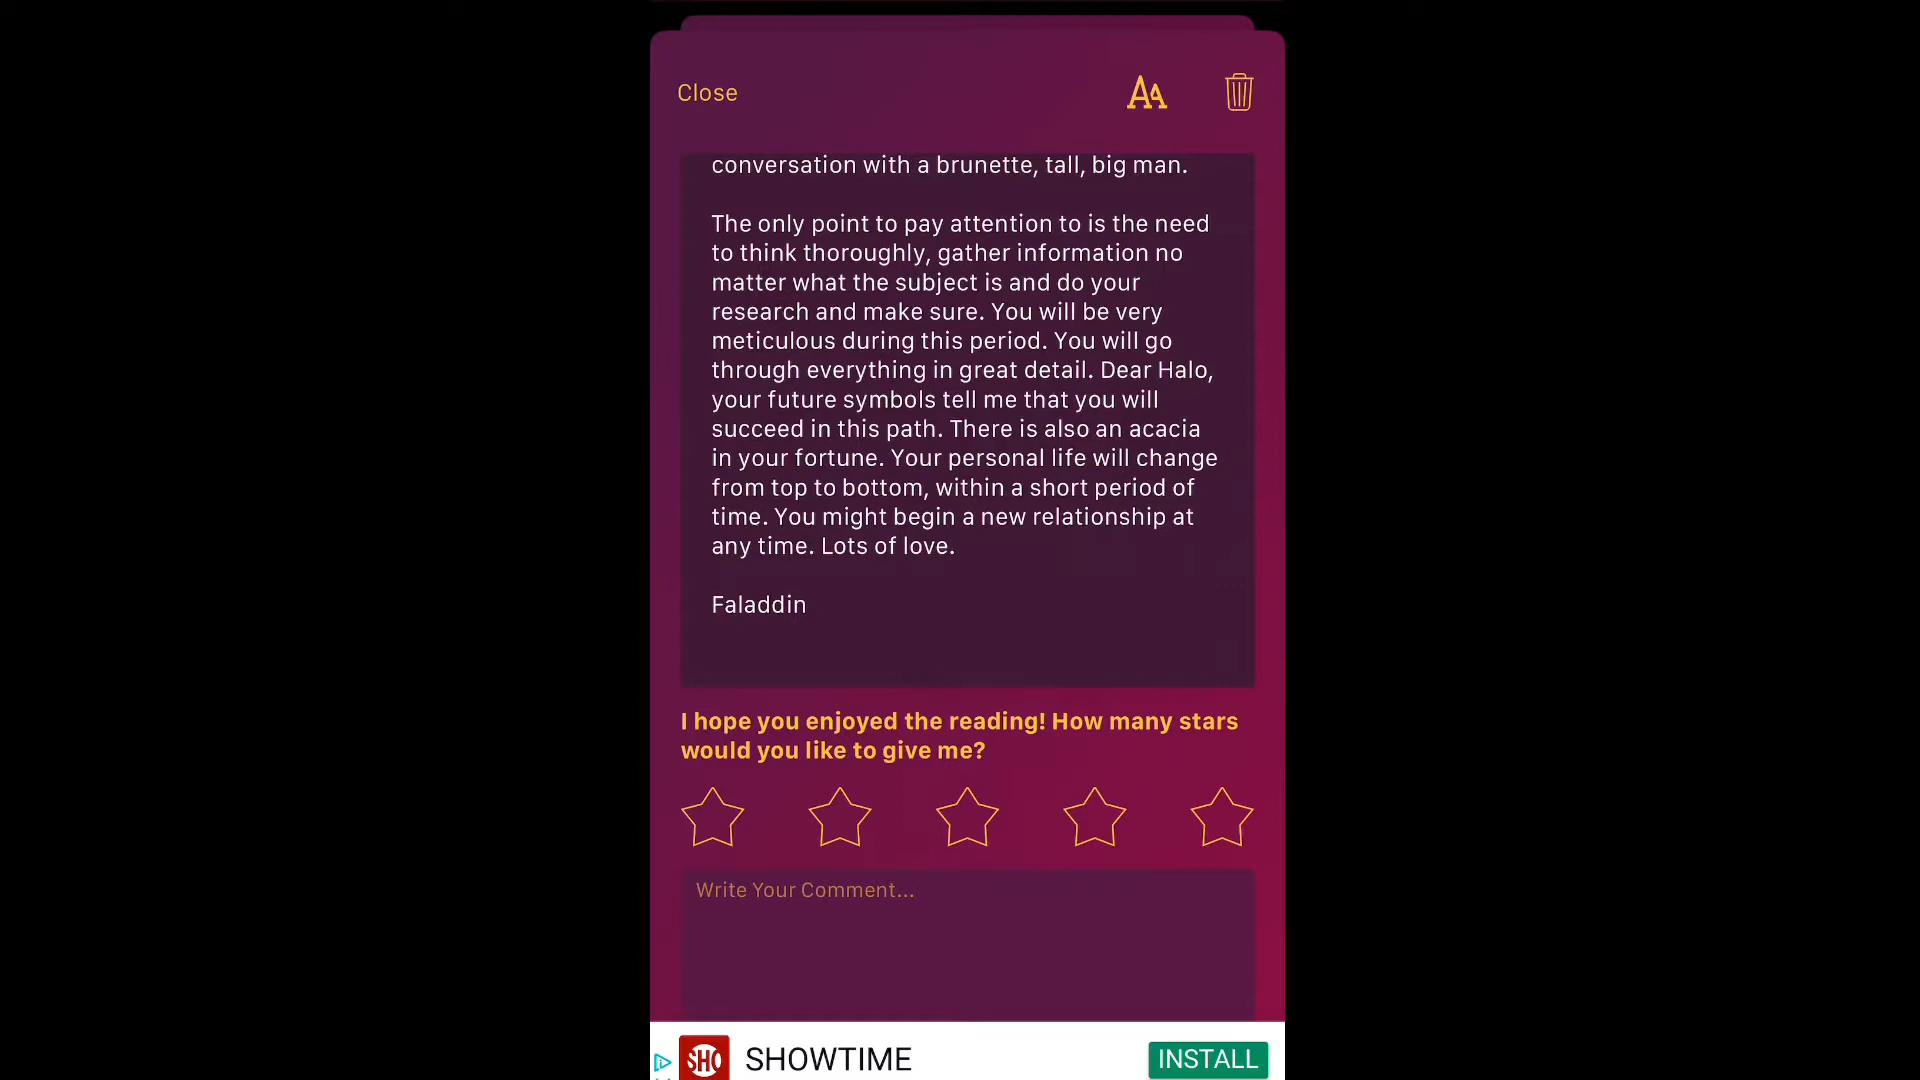 Close
AA
conversation with a brunette, tall, big man.
The only point to pay attention to is the need
to think thoroughly, gather information no
matter what the subject is and do your
research and make sure. You will be very
meticulous during this period. You will go
through everything in great detail. Dear Halo,
your future symbols tell me that you will
succeed in this path. There is also an acacia
in your fortune. Your personal life will change
from top to bottom, within a short period of
time. You might begin a new relationship at
any time. Lots of love.
Faladdin
I hope you enjoyed the reading! How many stars
would you like to give me?
Write Your Comment...
SHO SHOWTIME INSTALL